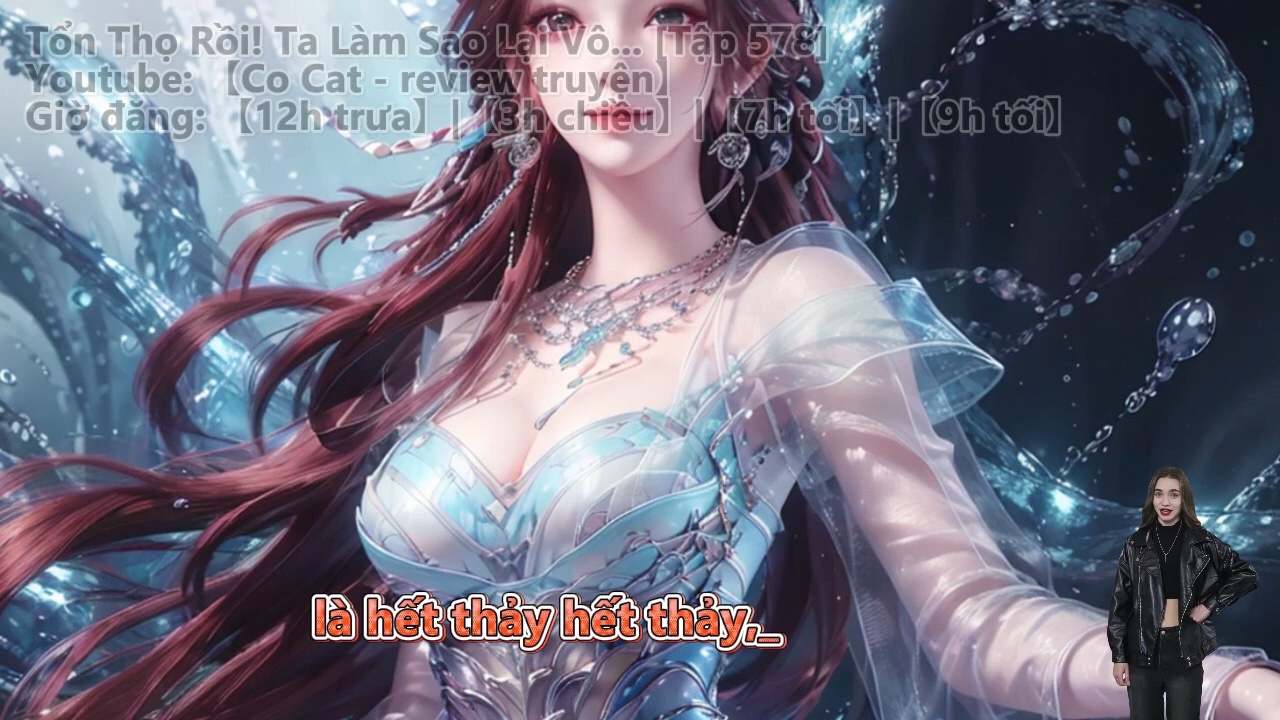 Tổn Thọ Rồi! Ta Làm Sao Lại Vô... [Tập 578]
Youtube: 【Co Cat - review truyện】
Giờ đăng: 【12h trưa】 | 【3h chiều】 | 【7h tối】 | 【9h tối】
là hết thảy hết thảy,_